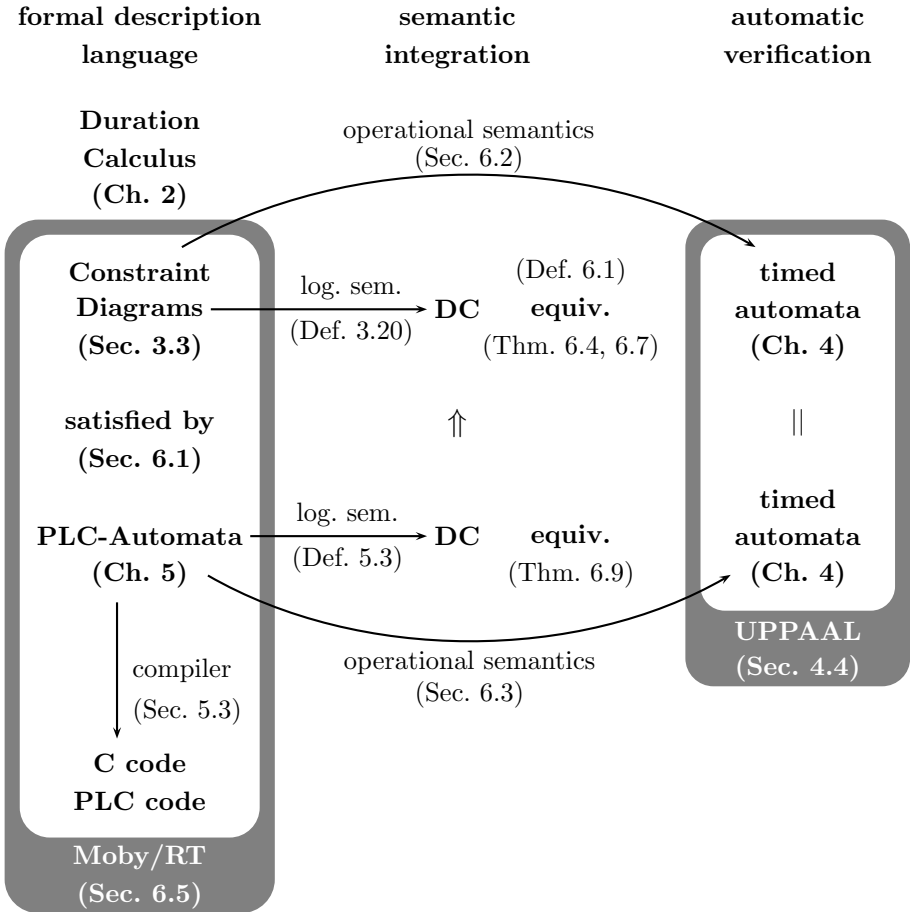 formal description
language
semantic
integration
automatic
verification
Duration
Calculus
(Ch. 2)
operational semantics
(Sec. 6.2)
Constraint
Diagrams
(Sec. 3.3)
log. sem.
(Def. 3.20)
DC
(Def. 6.1)
equiv.
(Thm. 6.4, 6.7)
timed
automata
(Ch. 4)
satisfied by
(Sec. 6.1)
⇑
||
PLC-Automata
(Ch. 5)
log. sem.
(Def. 5.3)
DC
equiv.
(Thm. 6.9)
timed
automata
(Ch. 4)
UPPAAL
(Sec. 4.4)
compiler
(Sec. 5.3)
operational semantics
(Sec. 6.3)
C code
PLC code
Moby/RT
(Sec. 6.5)